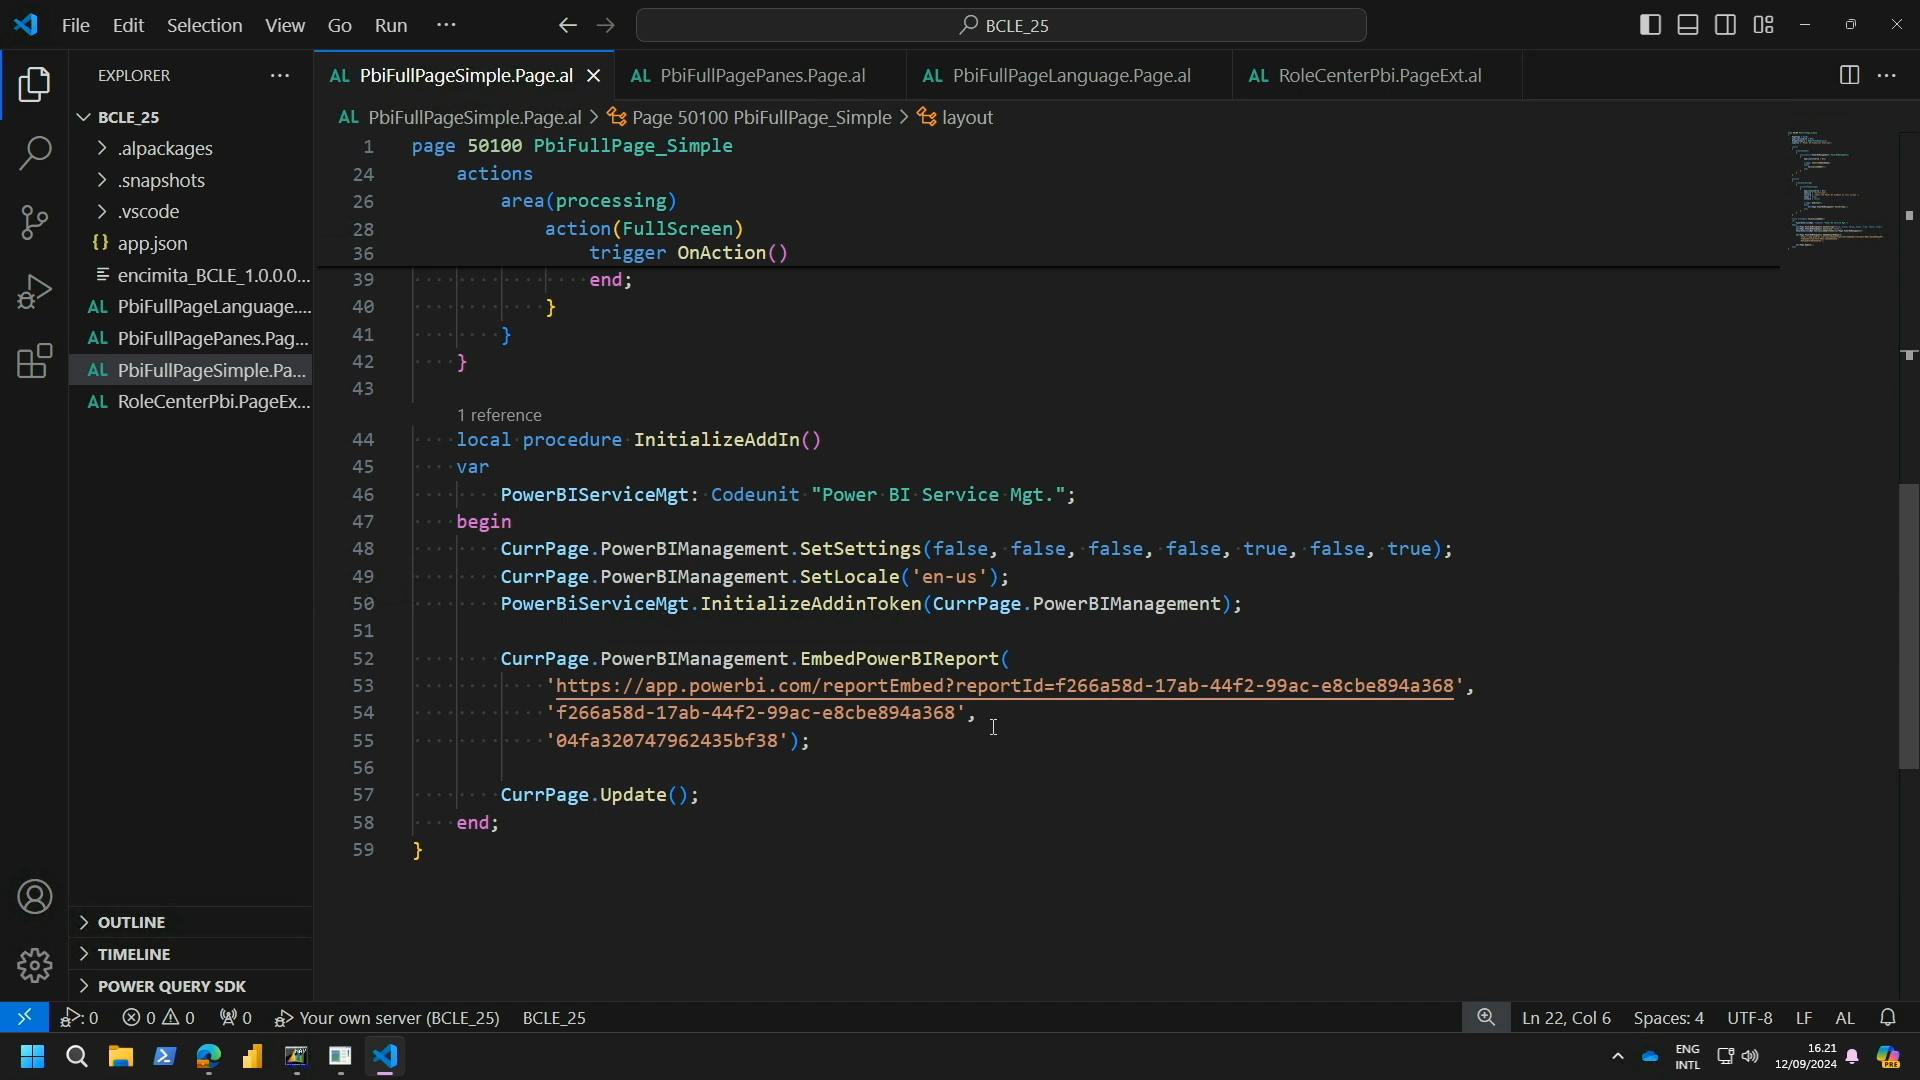 File Edit Selection View Go Run ···
BCLE_25
EXPLORER ···
AL PbiFullPageSimple.Page.al
AL PbiFullPagePanes.Page.al
AL PbiFullPageLanguage.Page.al
AL RoleCenterPbi.PageExt.al
AL PbiFullPageSimple.Page.al > Page 50100 PbiFullPage_Simple > layout
BCLE_25
.alpackages
.snapshots
.vscode
{} app.json
encimita_BCLE_1.0.0.0...
AL PbiFullPageLanguage....
AL PbiFullPagePanes.Pag...
AL PbiFullPageSimple.Pa...
AL RoleCenterPbi.PageEx...
OUTLINE
TIMELINE
POWER QUERY SDK
1 page 50100 PbiFullPage_Simple
24 actions
26 area(processing)
28 action(FullScreen)
36 trigger OnAction()
39 end;
40 }
41 }
42 }
43
1 reference
44 local procedure InitializeAddIn()
45 var
46 PowerBIServiceMgt: Codeunit "Power BI Service Mgt.";
47 begin
48 CurrPage.PowerBIManagement.SetSettings(false, false, false, false, true, false, true);
49 CurrPage.PowerBIManagement.SetLocale('en-us');
50 PowerBiServiceMgt.InitializeAddinToken(CurrPage.PowerBIManagement);
51
52 CurrPage.PowerBIManagement.EmbedPowerBIReport(
53 'https://app.powerbi.com/reportEmbed?reportId=f266a58d-17ab-44f2-99ac-e8cbe894a368',
54 'f266a58d-17ab-44f2-99ac-e8cbe894a368',
55 '04fa320747962435bf38');
56
57 CurrPage.Update();
58 end;
59 }
0 0 0 0 Your own server (BCLE_25) BCLE_25
Ln 22, Col 6 Spaces: 4 UTF-8 LF AL
ENG
INTL
16.21
12/09/2024
PRE